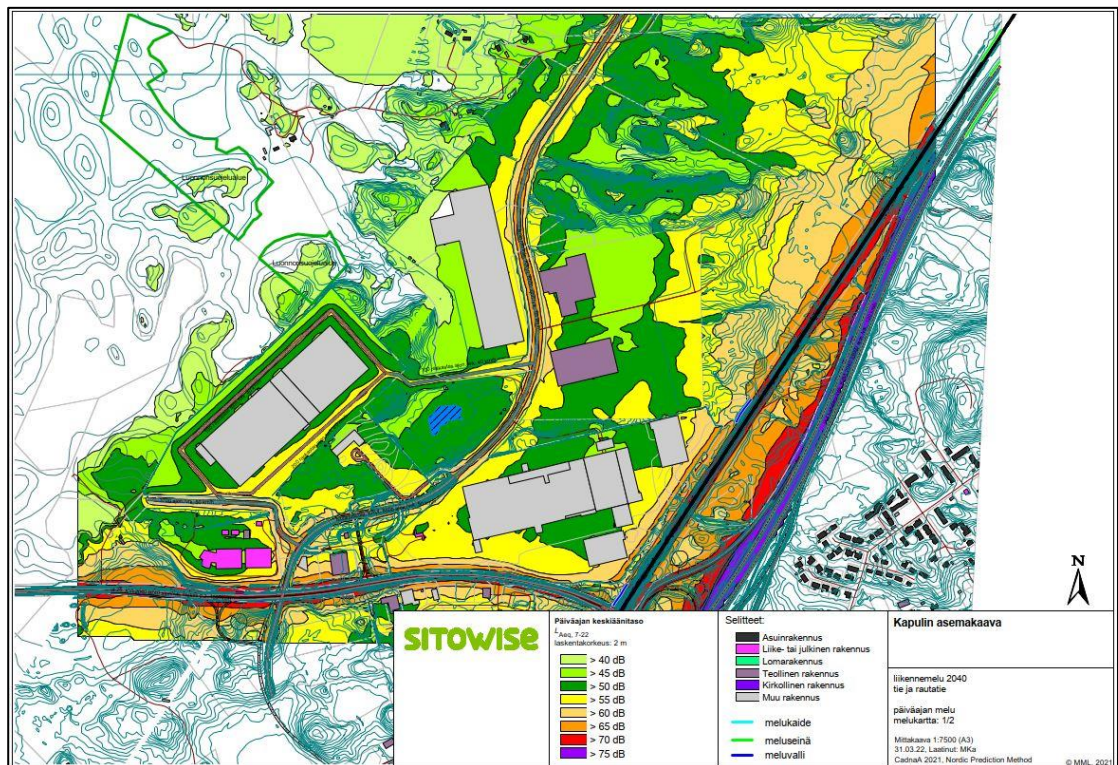 Luonnonsuojelualue
Luonnonsuojelualue
N
SITOWISE
Päiväajan keskiäänitaso
LAeq, 7-22
laskentakorkeus: 2 m
> 40 dB
> 45 dB
> 50 dB
> 55 dB
> 60 dB
> 65 dB
> 70 dB
> 75 dB
Selitteet:
Asuinrakennus
Liike- tai julkinen rakennus
Lomarakennus
Teollinen rakennus
Kirkollinen rakennus
Muu rakennus
melukaide
meluseinä
meluvalli
Kapulin asemakaava
liikennemelu 2040
tie ja rautatie
päiväajan melu
melukartta: 1/2
Mittakaava 1:7500 (A3)
31.03.22, Laatinut: MKa
CadnaA 2021, Nordic Prediction Method
© MML, 2021